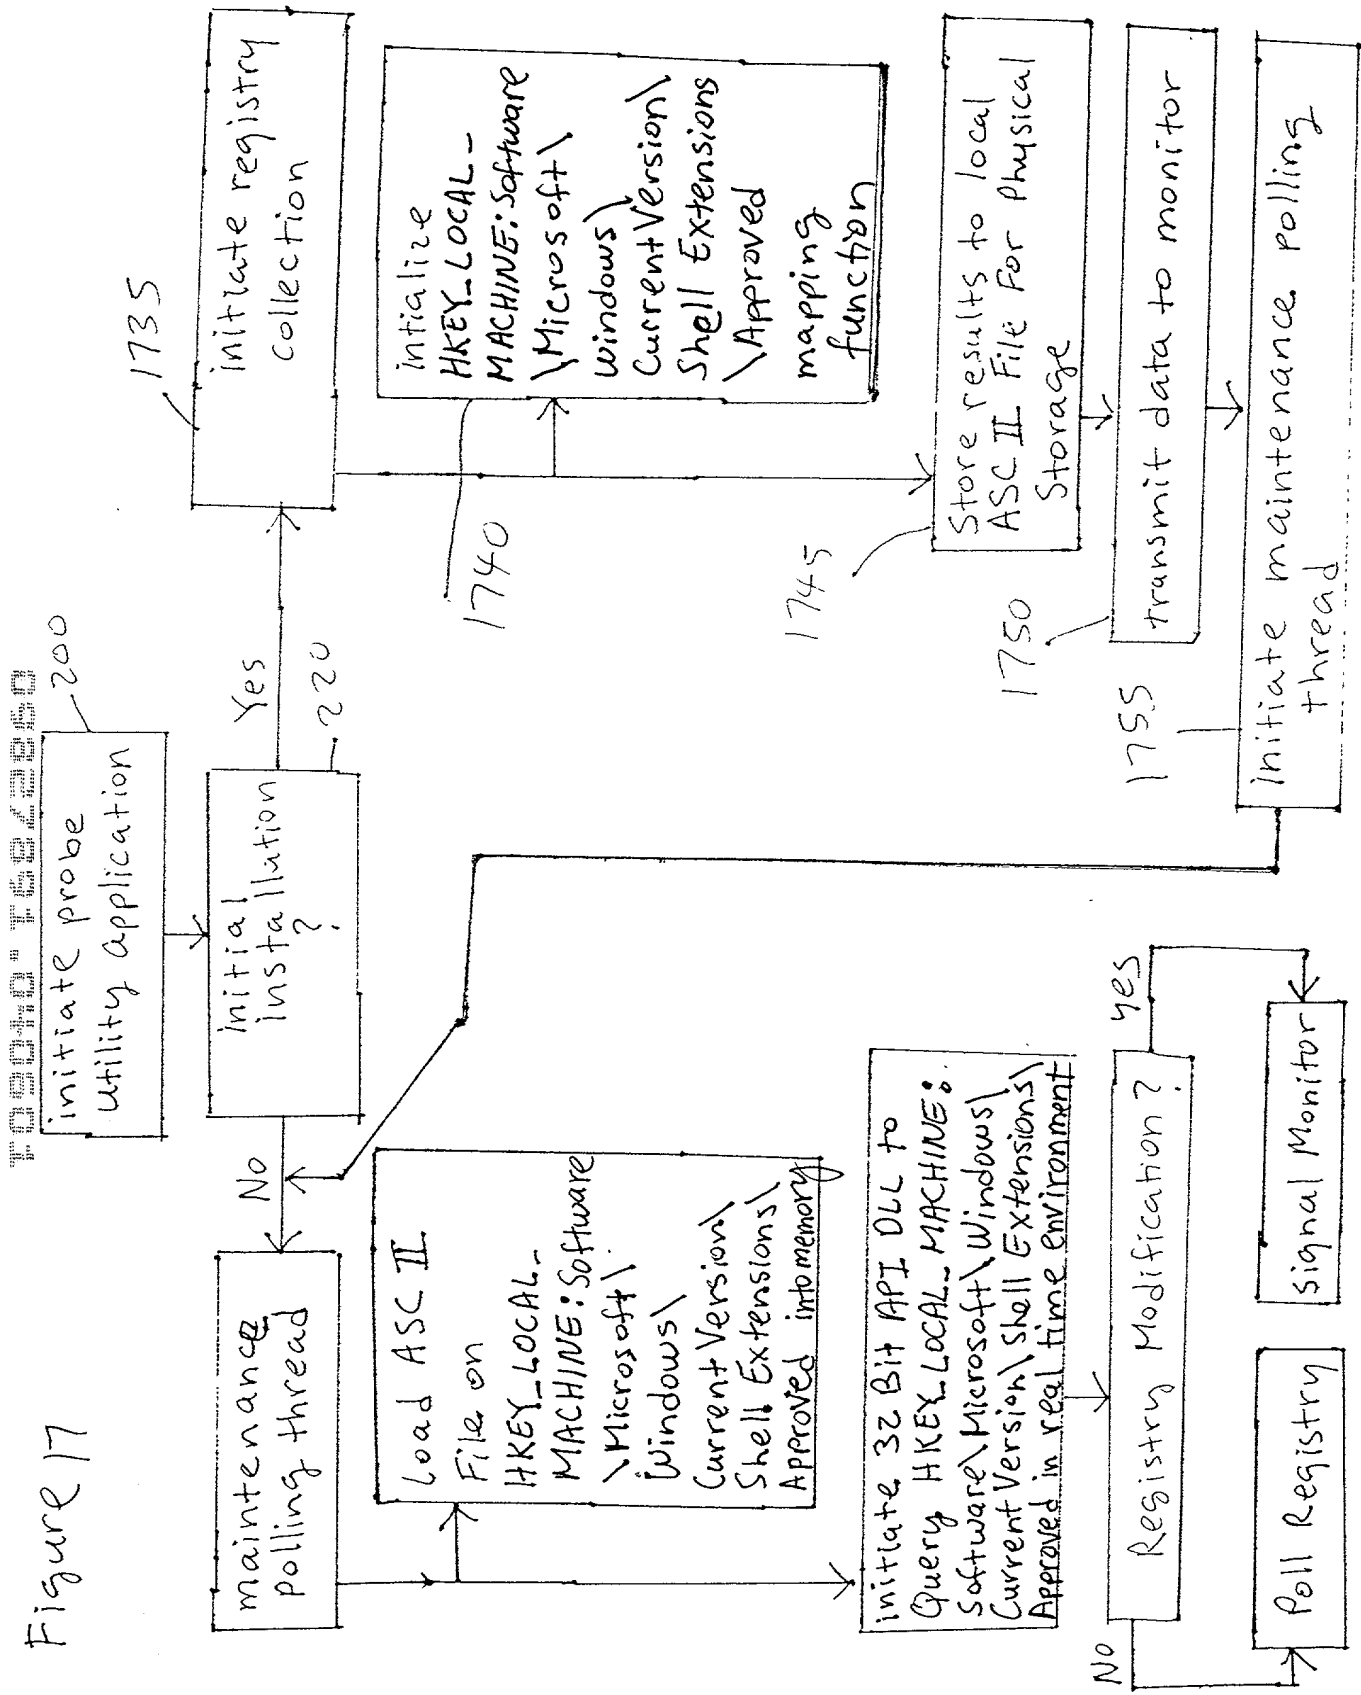 Figure 17
initiate probe
utility application
200
initial
installation
?
220
Yes
No
1735
initiate registry
collection
1740
intialize
HKEY_LOCAL_
MACHINE:Software
\Microsoft\
Windows\
CurrentVersion\
Shell Extensions
\Approved
mapping
function
1745
Store results to local
ASC II File For Physical
Storage
1750
transmit data to monitor
1755
Initiate maintenance polling
thread
maintenance
polling thread
Load ASC II
File on
HKEY_LOCAL_
MACHINE:Software
\Microsoft\
Windows\
CurrentVersion\
Shell Extensions\
Approved into memory
initiate 32 Bit API DLL to
Query HKEY_LOCAL_MACHINE:
Software\Microsoft\Windows\
CurrentVersion\Shell Extensions\
Approved in real time environment
Registry Modification?
yes
No
signal Monitor
Poll Registry